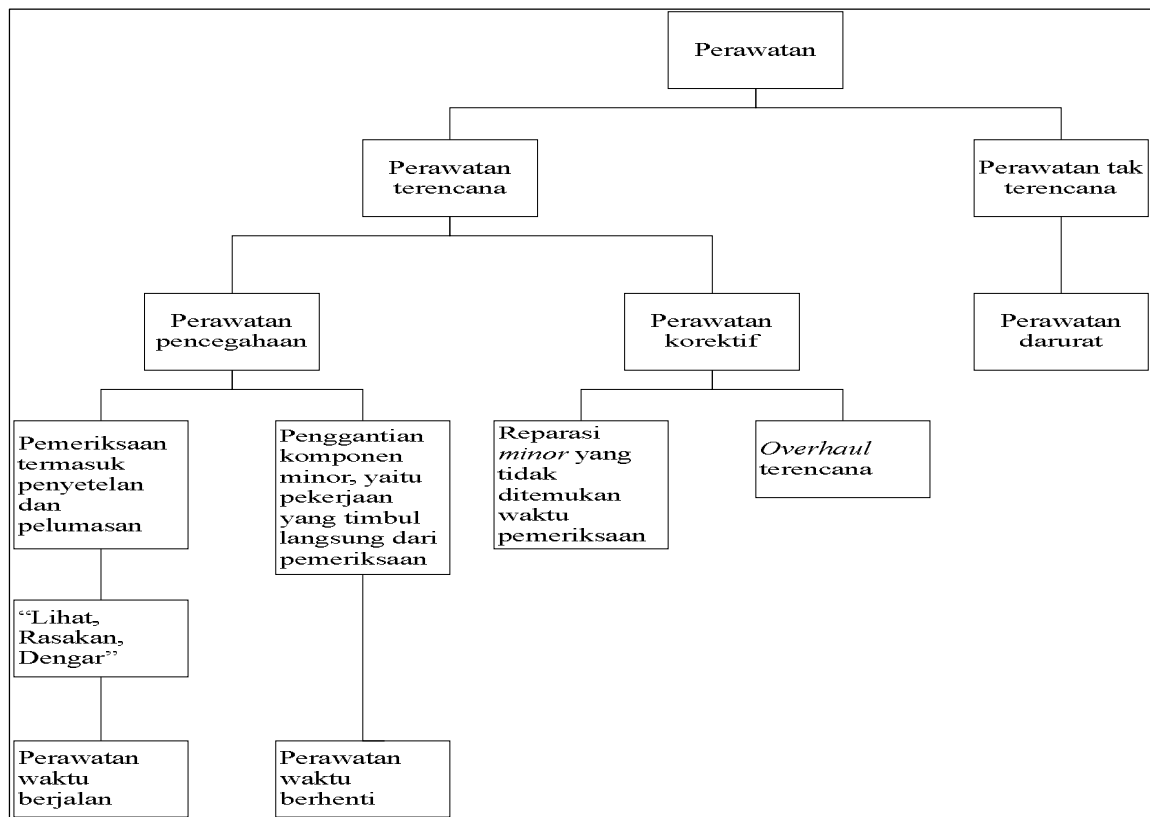 Perawatan
Perawatan
terencana
Perawatan tak
terencana
Perawatan
pencegahaan
Perawatan
korektif
Perawatan
darurat
Pemeriksaan
termasuk
penyetelan
dan
pelumasan
Penggantian
komponen
minor, yaitu
pekerjaan
yang timbul
langsung dari
pemeriksaan
Reparasi
minor yang
tidak
ditemukan
waktu
pemeriksaan
Overhaul
terencana
“Lihat,
Rasakan,
Dengar”
Perawatan
waktu
berjalan
Perawatan
waktu
berhenti